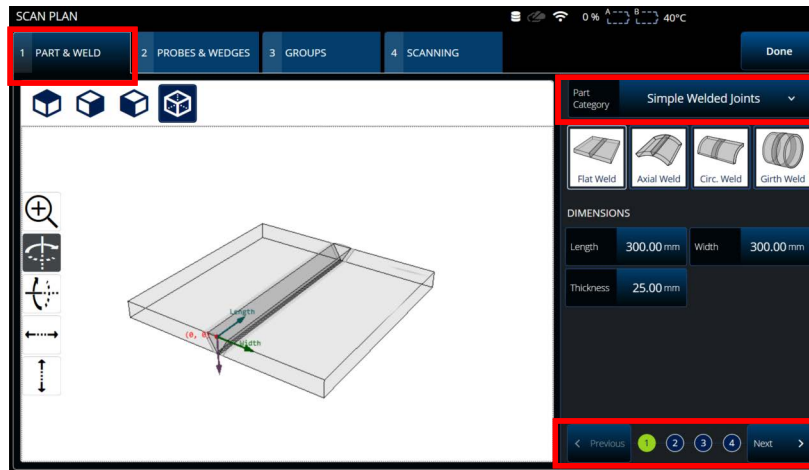 SCAN PLAN
0 % A B 40°C
1 PART & WELD
2 PROBES & WEDGES
3 GROUPS
4 SCANNING
Done
Part Category
Simple Welded Joints
Flat Weld
Axial Weld
Circ. Weld
Girth Weld
DIMENSIONS
Length 300.00 mm
Width 300.00 mm
Thickness 25.00 mm
Length
(0, 0)
Width
Previous
1
2
3
4
Next